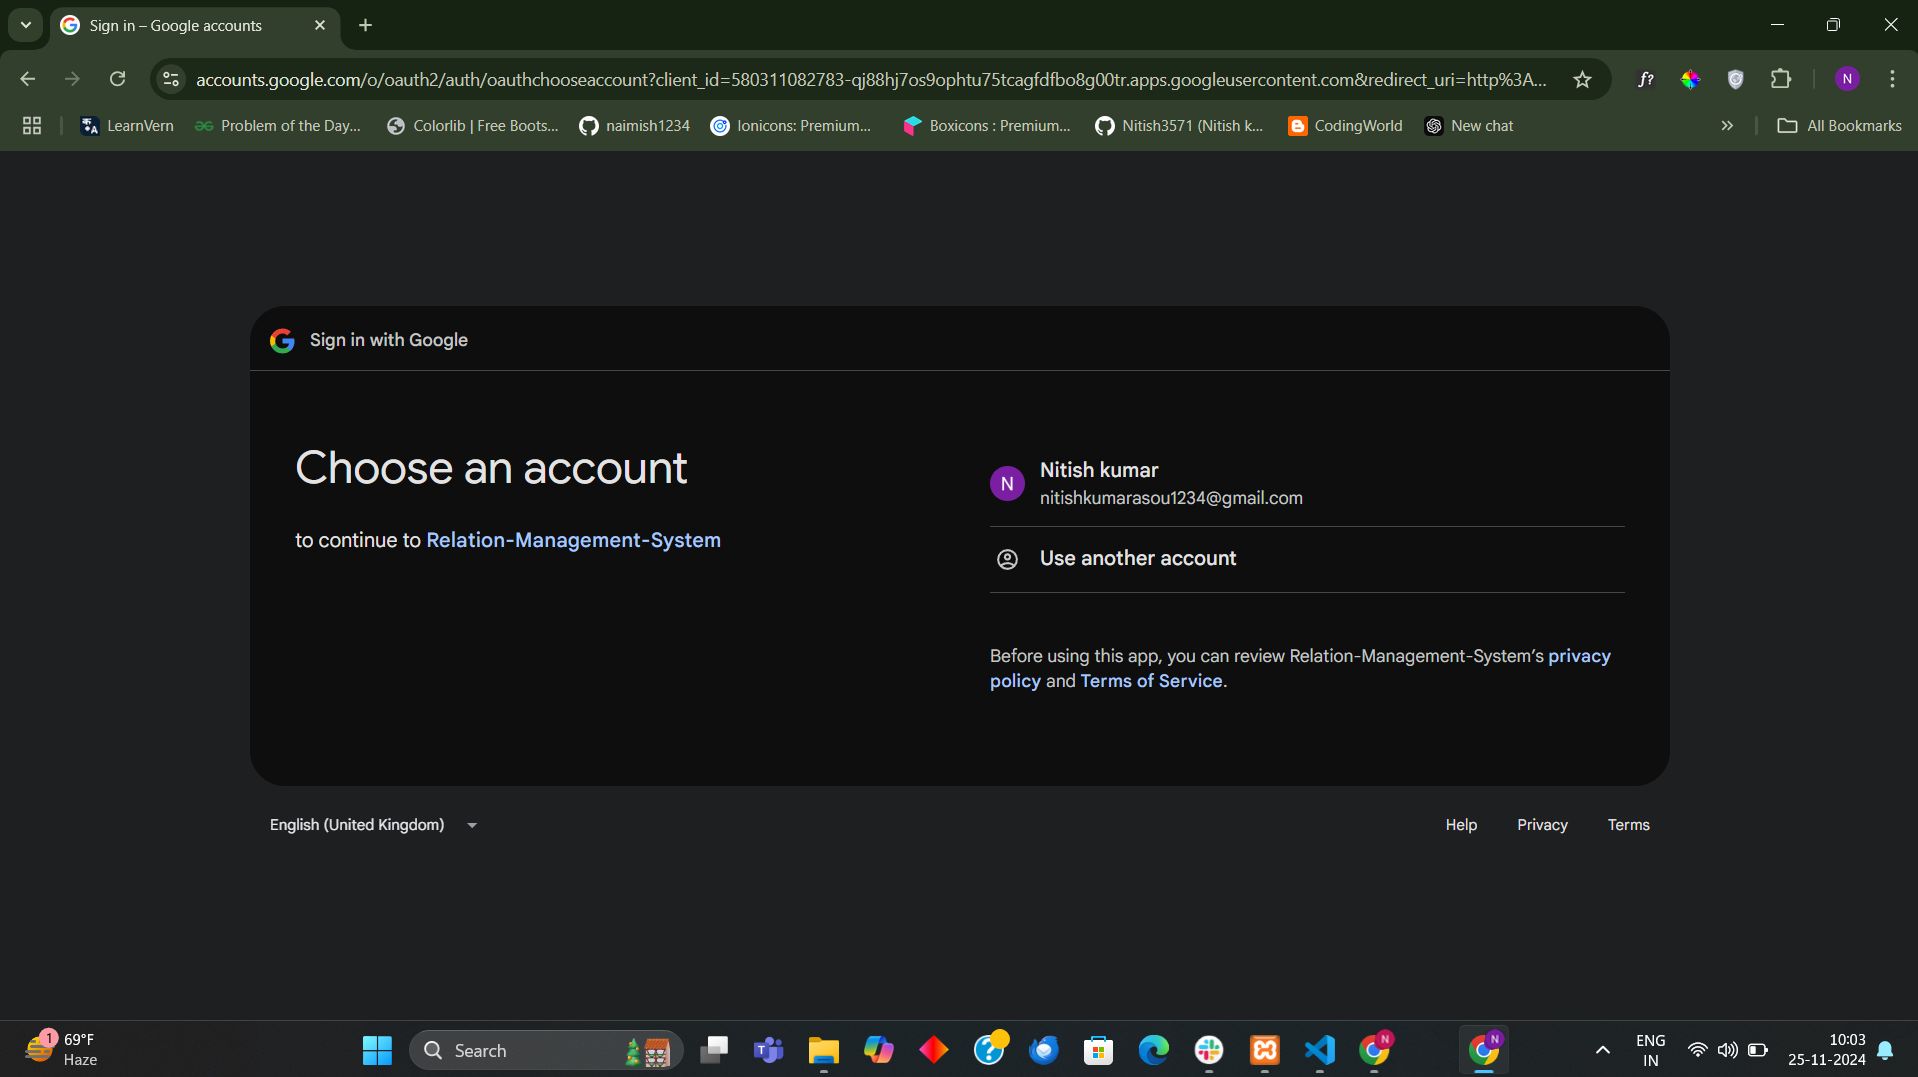 Sign in – Google accounts
accounts.google.com/o/oauth2/auth/oauthchooseaccount?client_id=580311082783-qj88hj7os9ophtu75tcagfdfbo8g00tr.apps.googleusercontent.com&redirect_uri=http%3A...
f?
N
LearnVern
Problem of the Day...
Colorlib | Free Boots...
naimish1234
Ionicons: Premium...
Boxicons : Premium...
Nitish3571 (Nitish k...
CodingWorld
New chat
All Bookmarks
Sign in with Google
Choose an account
to continue to Relation-Management-System
N
Nitish kumar
nitishkumarasou1234@gmail.com
Use another account
Before using this app, you can review Relation-Management-System’s privacy
policy and Terms of Service.
English (United Kingdom)
Help
Privacy
Terms
1
69°F
Haze
Search
N
N
ENG
IN
10:03
25-11-2024